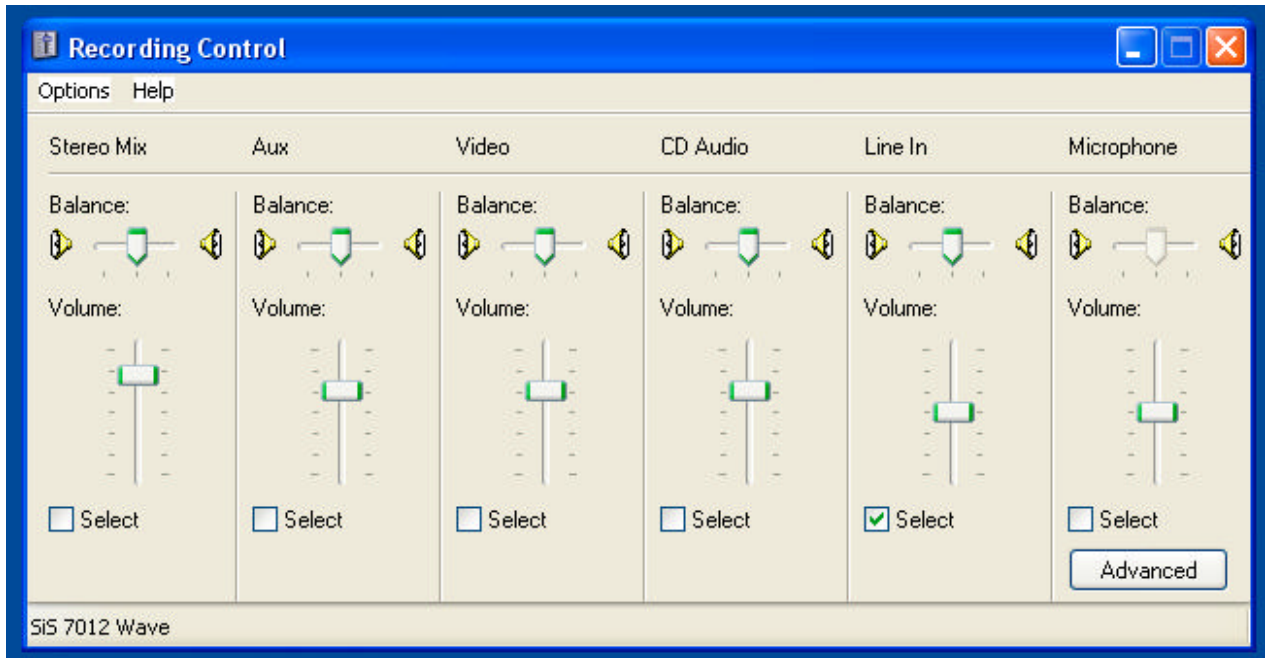 Recording Control
Options Help
Stereo Mix Aux Video CD Audio Line In Microphone
Balance: Balance: Balance: Balance: Balance: Balance:
Volume: Volume: Volume: Volume: Volume: Volume:
Select Select Select Select Select Select
Advanced
SiS 7012 Wave